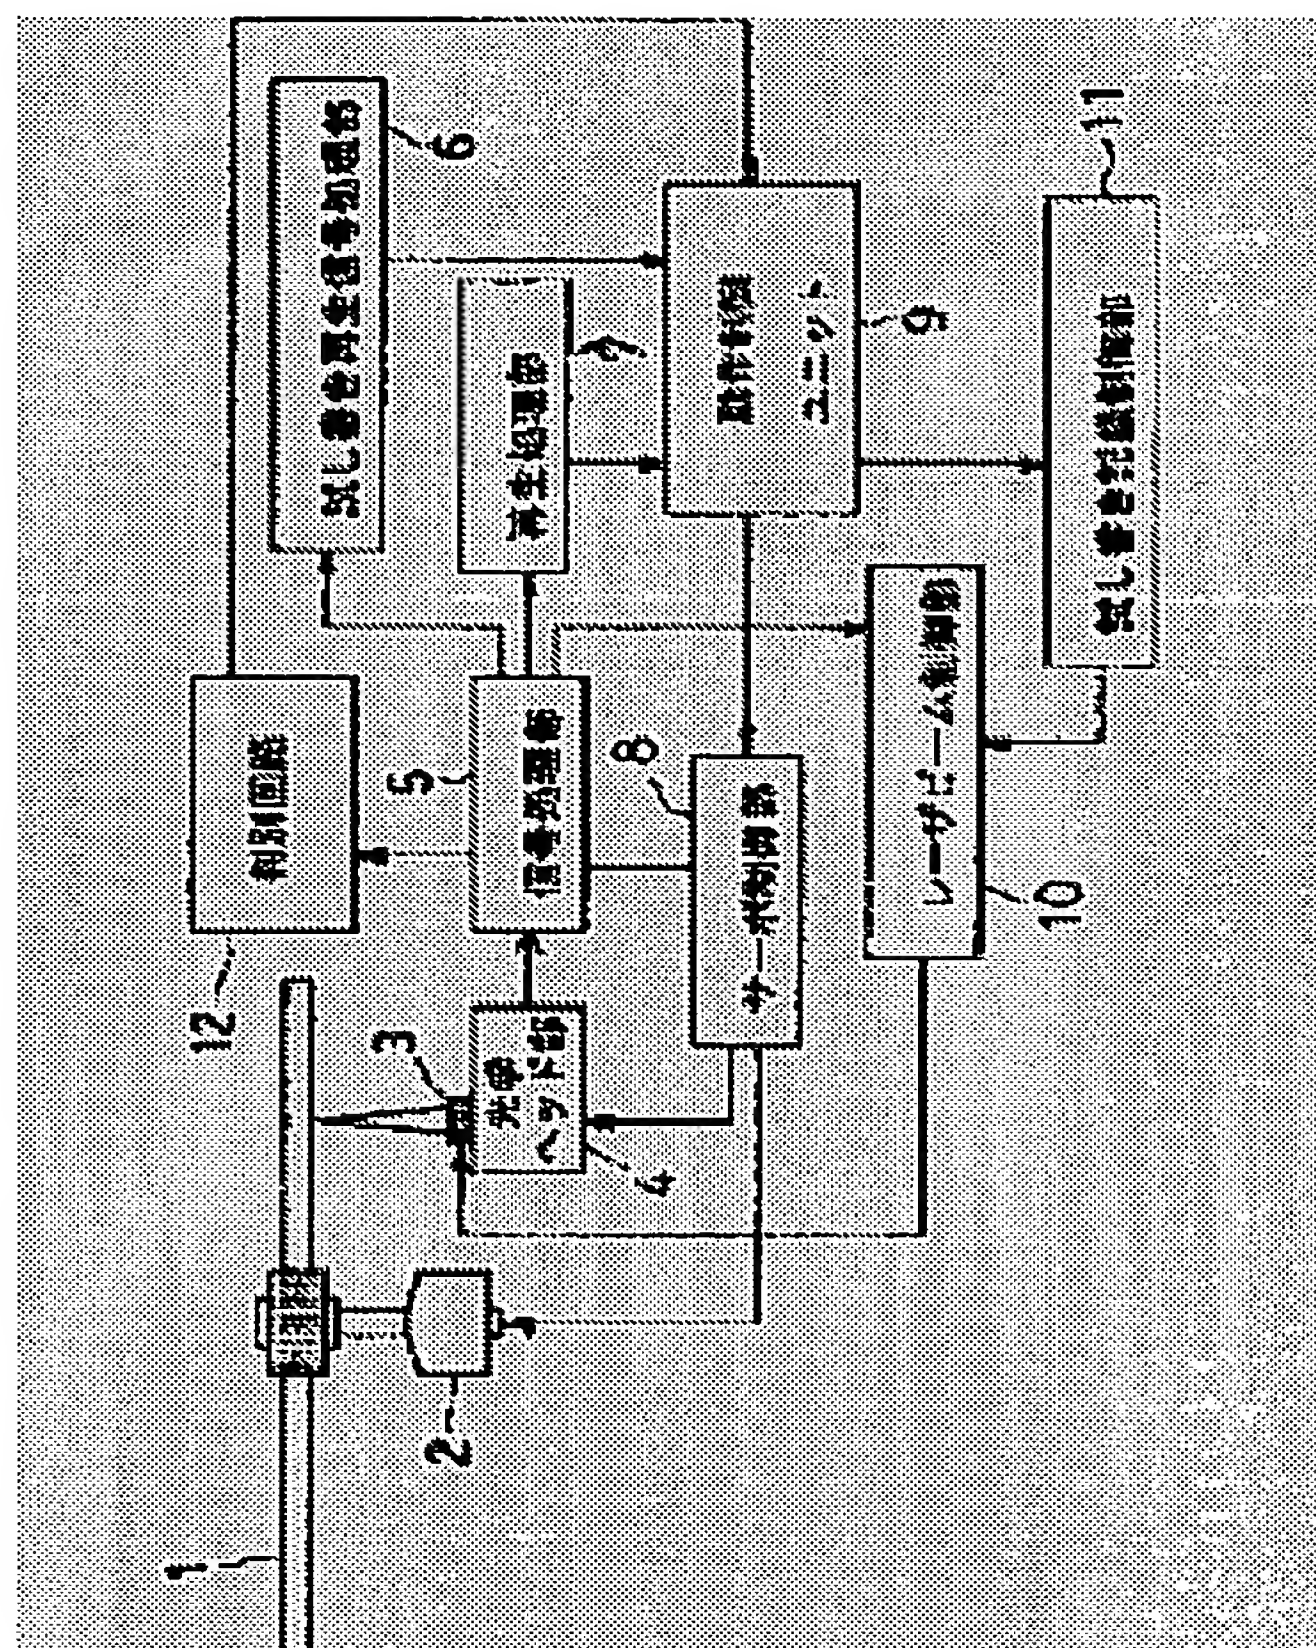 1
2
3
光学
ヘッド部
4
信号処理部
5
判別回路
12
試し書き再生信号処理部
6
再生処理部
7
サーボ制御部
8
動作制御
ユニット
9
レーザビーム制御部
10
試し書き記録制御部
11